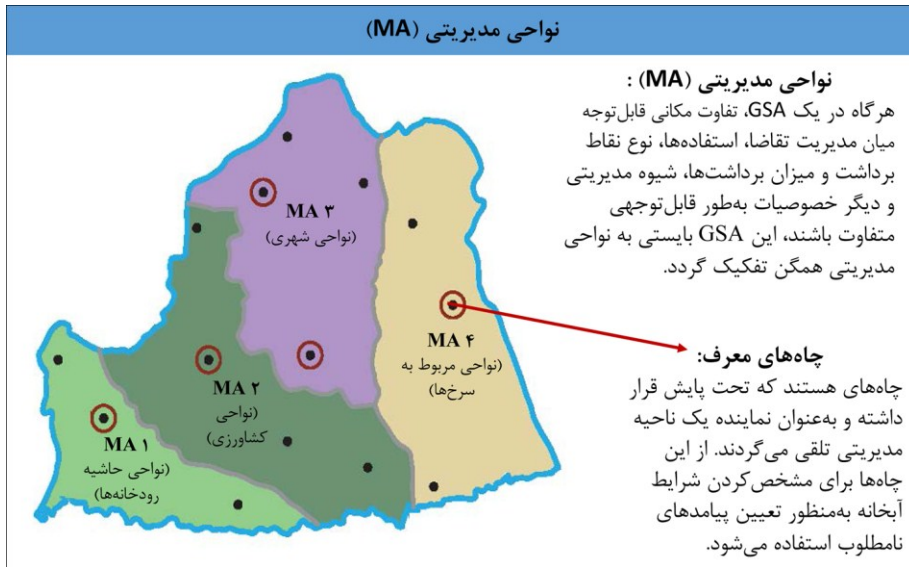 نواحی مدیریتی (MA)
نواحی مدیریتی (MA) :
هرگاه در یک GSA، تفاوت مکانی قابل‌توجه
میان مدیریت تقاضا، استفاده‌ها، نوع نقاط
برداشت و میزان برداشت‌ها، شیوه مدیریتی
و دیگر خصوصیات به‌طور قابل‌توجهی
متفاوت باشند، این GSA بایستی به نواحی
مدیریتی همگن تفکیک گردد.
چاه‌های معرف:
چاه‌های هستند که تحت پایش قرار
داشته و به‌عنوان نماینده یک ناحیه
مدیریتی تلقی می‌گردند. از این
چاه‌ها برای مشخص‌کردن شرایط
آبخانه به‌منظور تعیین پیامدهای
نامطلوب استفاده می‌شود.
MA ۳
(نواحی شهری)
MA ۴
(نواحی مربوط به
سرخ‌ها)
MA ۲
(نواحی
کشاورزی)
MA ۱
(نواحی حاشیه
رودخانه‌ها)